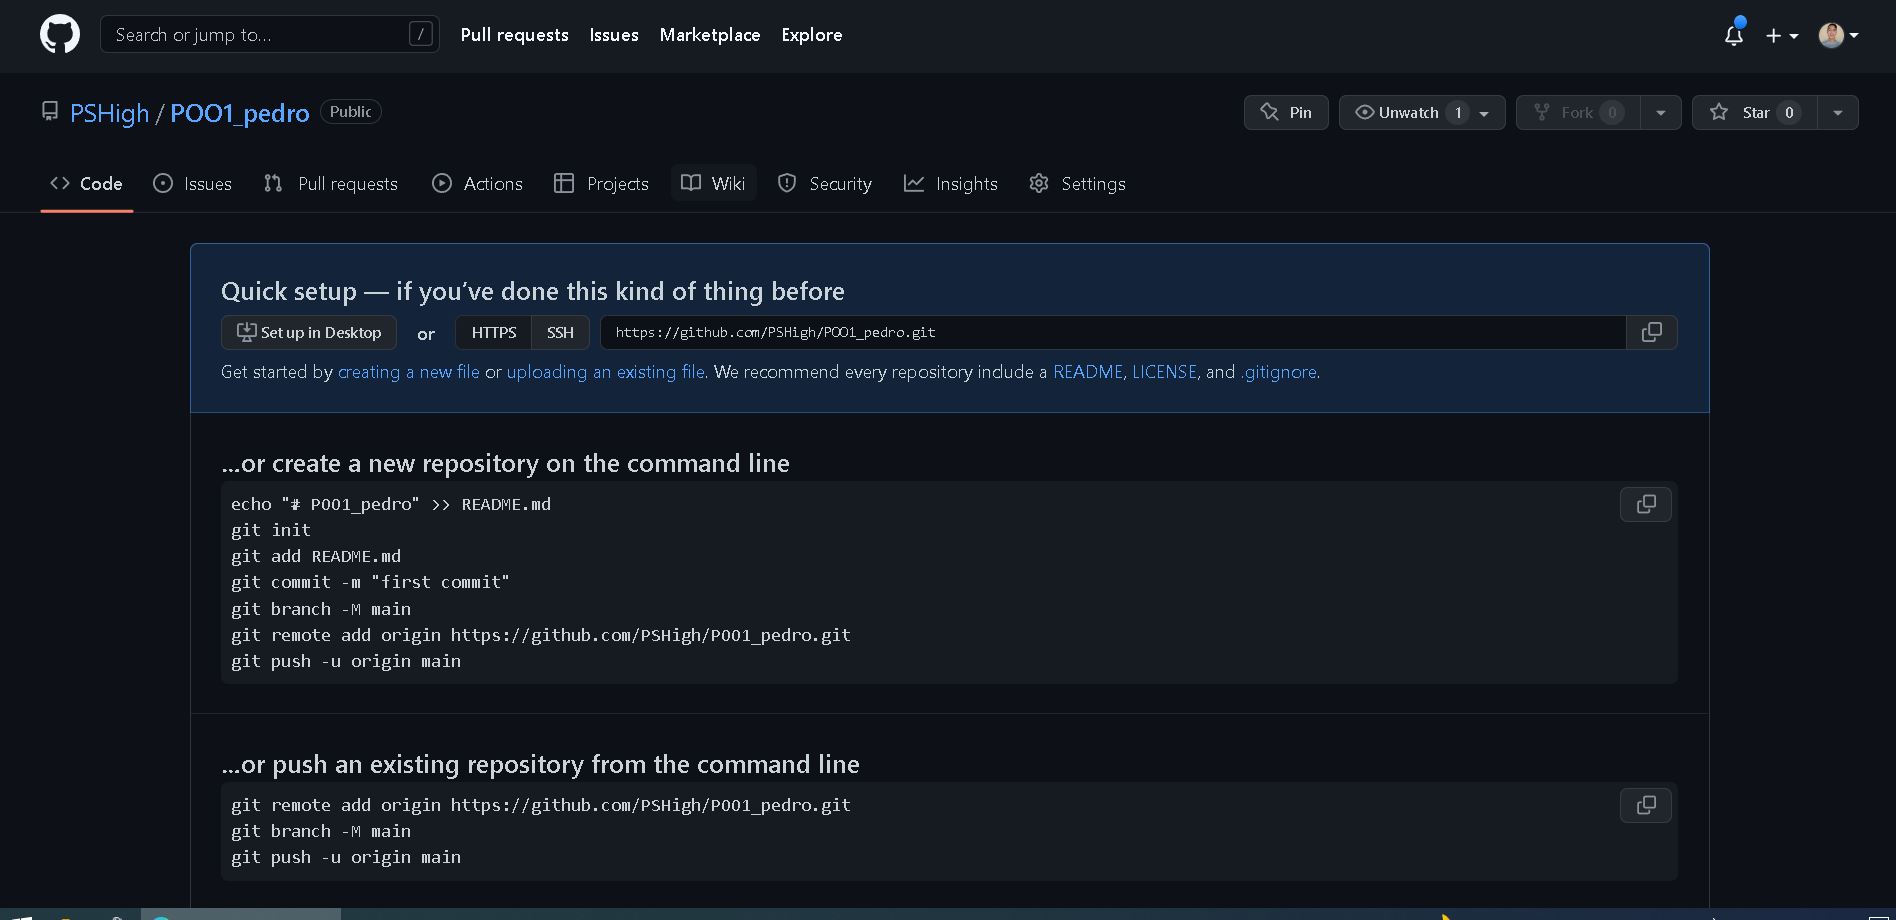 Search or jump to...
/
Pull requests
Issues
Marketplace
Explore
PSHigh / POO1_pedro
Public
Pin
Unwatch 1
Fork 0
Star 0
Code
Issues
Pull requests
Actions
Projects
Wiki
Security
Insights
Settings
Quick setup — if you've done this kind of thing before
Set up in Desktop
or
HTTPS
SSH
https://github.com/PSHigh/POO1_pedro.git
Get started by creating a new file or uploading an existing file. We recommend every repository include a README, LICENSE, and .gitignore.
...or create a new repository on the command line
echo "# POO1_pedro" >> README.md
git init
git add README.md
git commit -m "first commit"
git branch -M main
git remote add origin https://github.com/PSHigh/POO1_pedro.git
git push -u origin main
...or push an existing repository from the command line
git remote add origin https://github.com/PSHigh/POO1_pedro.git
git branch -M main
git push -u origin main